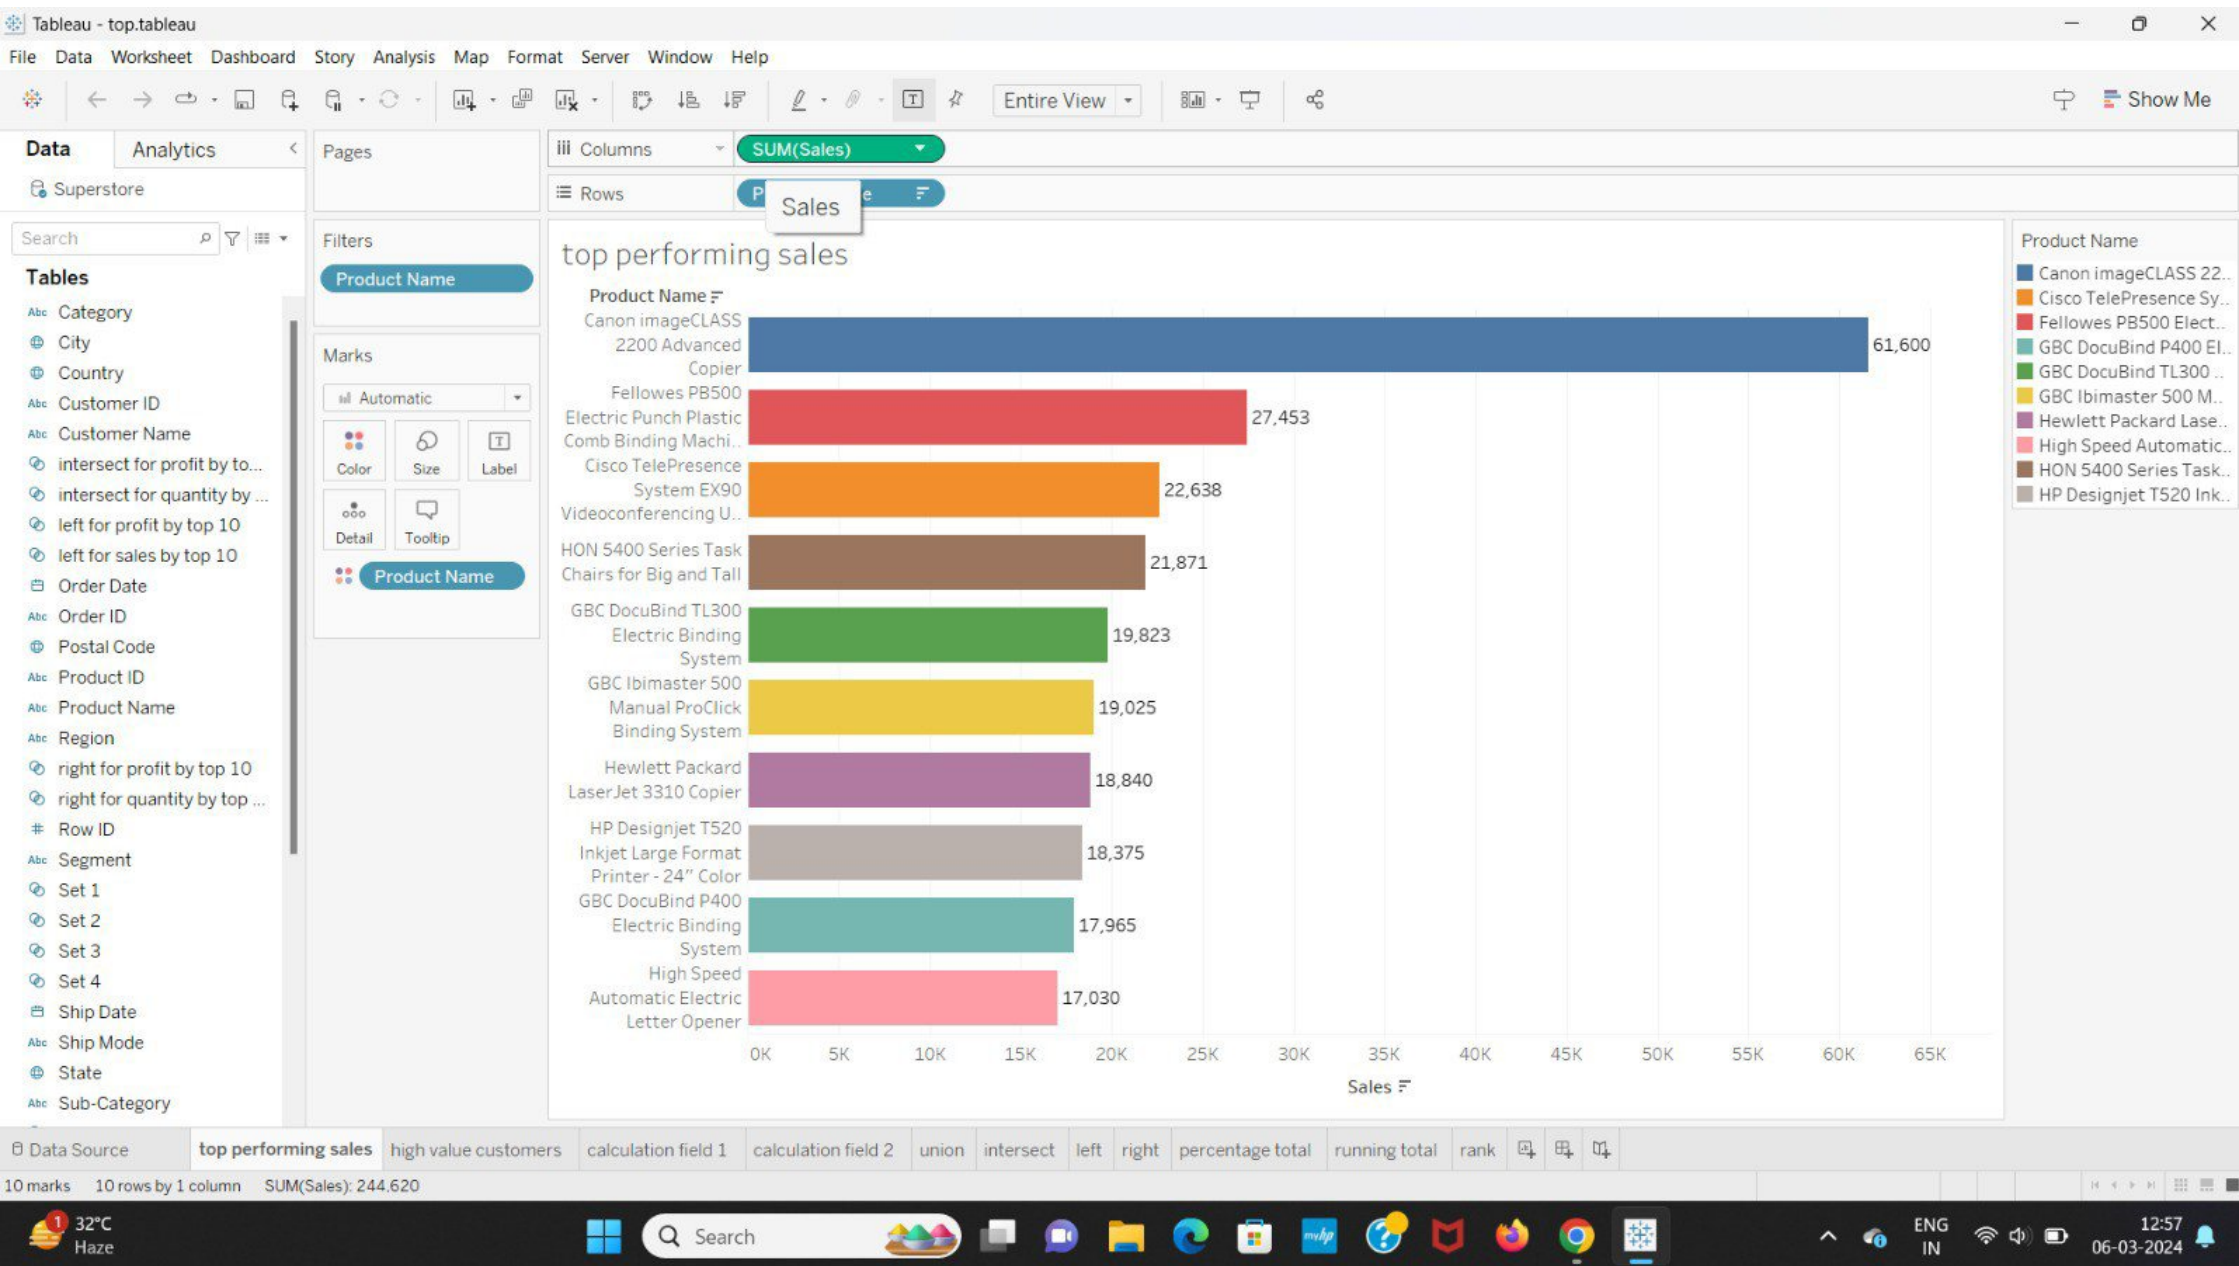 Tableau - top.tableau
File Data Worksheet Dashboard Story Analysis Map Format Server Window Help
Entire View
Show Me
Data Analytics
Superstore
Search
Tables
Abc Category
City
Country
Abc Customer ID
Abc Customer Name
intersect for profit by to...
intersect for quantity by ...
left for profit by top 10
left for sales by top 10
Order Date
Abc Order ID
Postal Code
Abc Product ID
Abc Product Name
Abc Region
right for profit by top 10
right for quantity by top ...
# Row ID
Abc Segment
Set 1
Set 2
Set 3
Set 4
Ship Date
Abc Ship Mode
State
Abc Sub-Category
Pages
Filters
Product Name
Marks
Automatic
Color Size Label
Detail Tooltip
Product Name
iii Columns SUM(Sales)
Rows P e
Sales
top performing sales
Product Name
Canon imageCLASS
2200 Advanced
Copier
61,600
Fellowes PB500
Electric Punch Plastic
Comb Binding Machi..
27,453
Cisco TelePresence
System EX90
Videoconferencing U..
22,638
HON 5400 Series Task
Chairs for Big and Tall
21,871
GBC DocuBind TL300
Electric Binding
System
19,823
GBC Ibimaster 500
Manual ProClick
Binding System
19,025
Hewlett Packard
LaserJet 3310 Copier
18,840
HP Designjet T520
Inkjet Large Format
Printer - 24" Color
18,375
GBC DocuBind P400
Electric Binding
System
17,965
High Speed
Automatic Electric
Letter Opener
17,030
0K 5K 10K 15K 20K 25K 30K 35K 40K 45K 50K 55K 60K 65K
Sales
Product Name
Canon imageCLASS 22..
Cisco TelePresence Sy..
Fellowes PB500 Elect..
GBC DocuBind P400 El..
GBC DocuBind TL300 ..
GBC Ibimaster 500 M..
Hewlett Packard Lase..
High Speed Automatic..
HON 5400 Series Task..
HP Designjet T520 Ink..
Data Source top performing sales high value customers calculation field 1 calculation field 2 union intersect left right percentage total running total rank
10 marks 10 rows by 1 column SUM(Sales): 244,620
1
32°C
Haze
Search
myhp
ENG
IN
12:57
06-03-2024